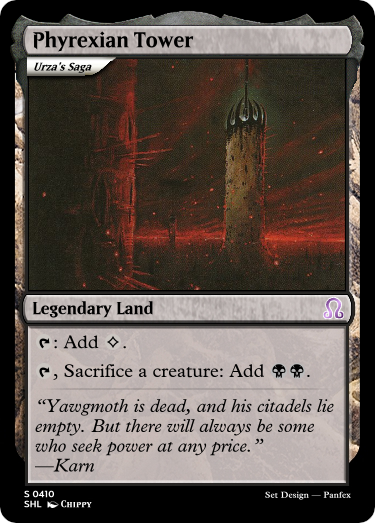 Phyrexian Tower
Urza's Saga
Legendary Land
: Add .
, Sacrifice a creature: Add .
“Yawgmoth is dead, and his citadels lie
empty. But there will always be some
who seek power at any price.”
—Karn
S 0410
SHL Chippy
Set Design — Panfex